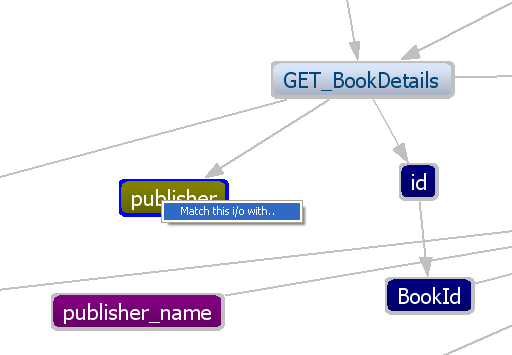 GET_BookDetails
id
publisher
Match this i/o with..
BookId
publisher_name